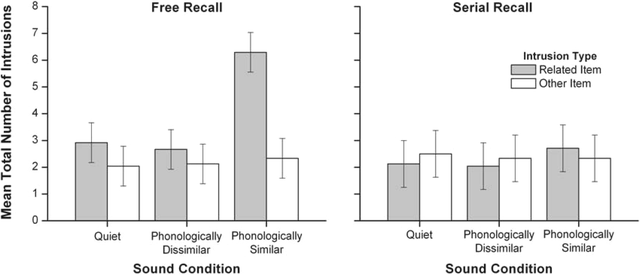 Free Recall
Serial Recall
Mean Total Number of Intrusions
8
7
6
5
4
3
2
1
0
Intrusion Type
Related Item
Other Item
Quiet
Phonologically
Dissimilar
Phonologically
Similar
Sound Condition
Quiet
Phonologically
Dissimilar
Phonologically
Similar
Sound Condition